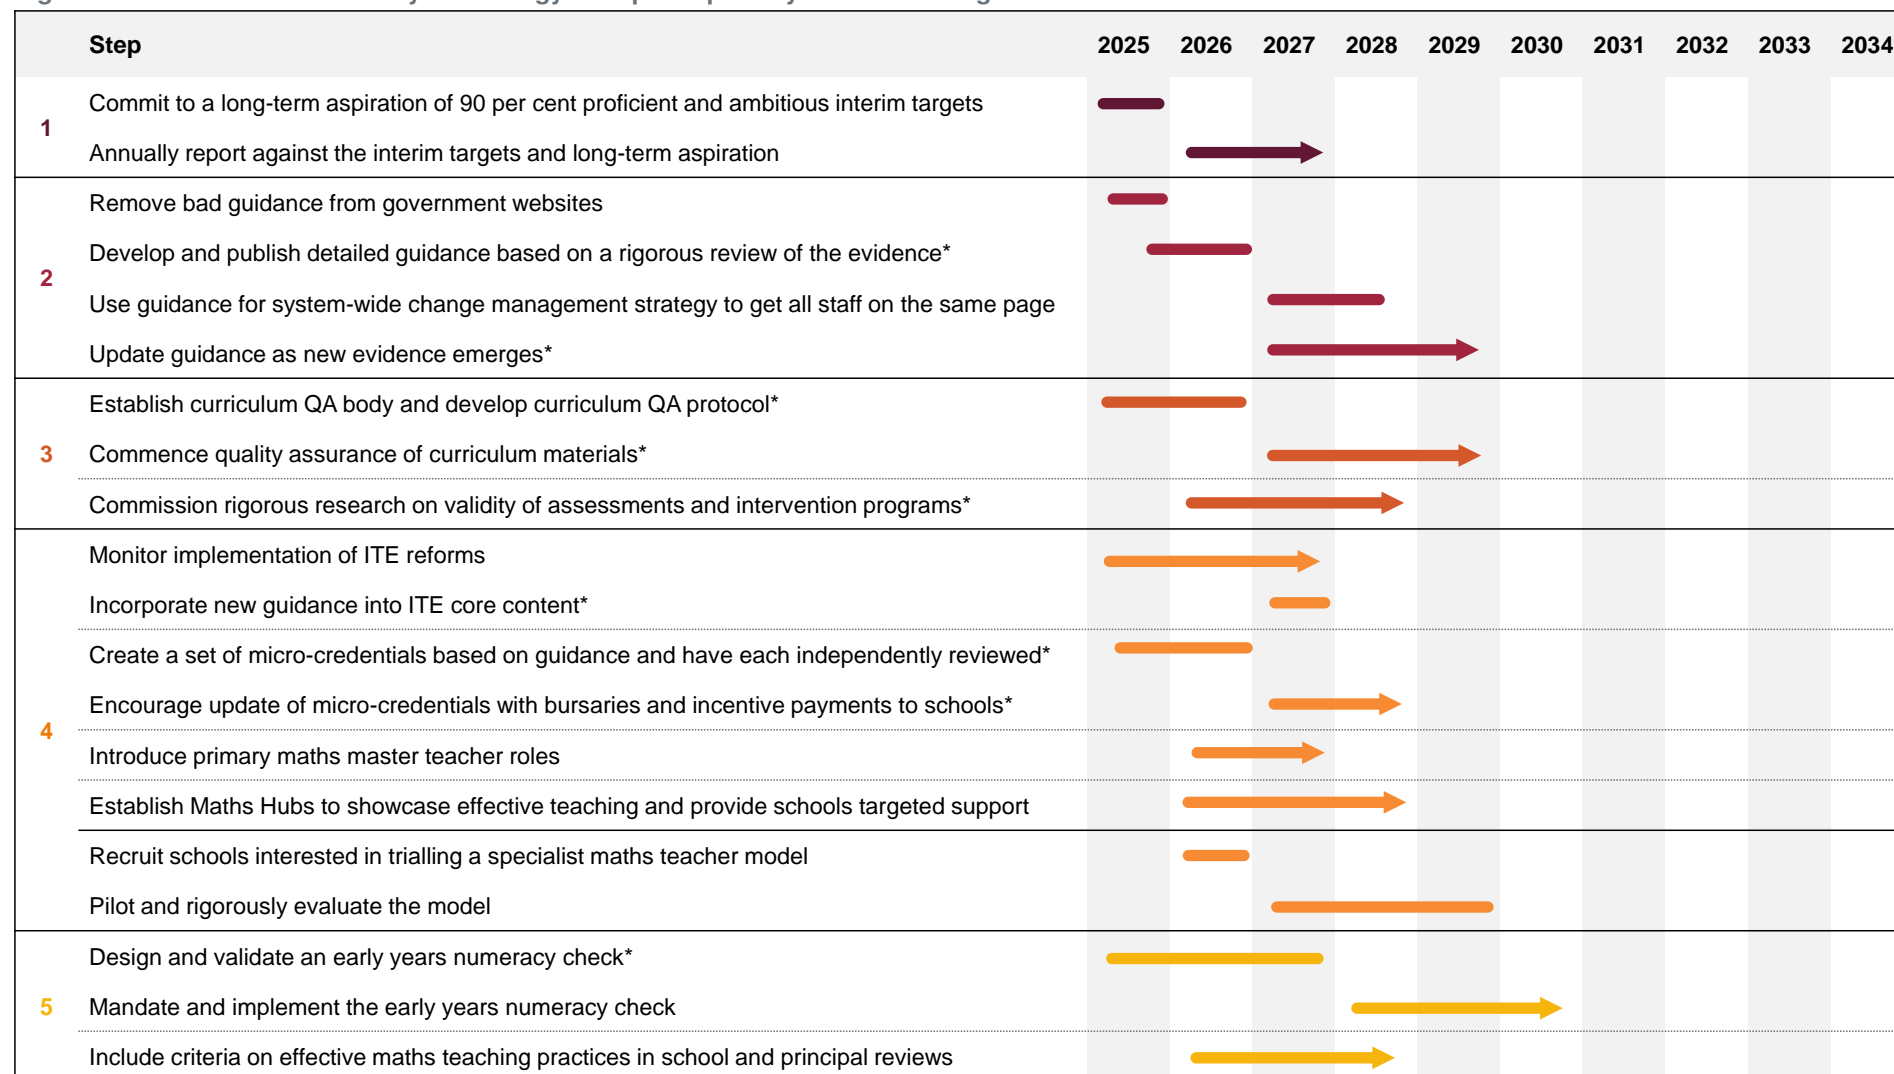 Step 2025 2026 2027 2028 2029 2030 2031 2032 2033 2034
1
Commit to a long-term aspiration of 90 per cent proficient and ambitious interim targets
Annually report against the interim targets and long-term aspiration
2
Remove bad guidance from government websites
Develop and publish detailed guidance based on a rigorous review of the evidence*
Use guidance for system-wide change management strategy to get all staff on the same page
Update guidance as new evidence emerges*
3
Establish curriculum QA body and develop curriculum QA protocol*
Commence quality assurance of curriculum materials*
Commission rigorous research on validity of assessments and intervention programs*
4
Monitor implementation of ITE reforms
Incorporate new guidance into ITE core content*
Create a set of micro-credentials based on guidance and have each independently reviewed*
Encourage update of micro-credentials with bursaries and incentive payments to schools*
Introduce primary maths master teacher roles
Establish Maths Hubs to showcase effective teaching and provide schools targeted support
Recruit schools interested in trialling a specialist maths teacher model
Pilot and rigorously evaluate the model
5
Design and validate an early years numeracy check*
Mandate and implement the early years numeracy check
Include criteria on effective maths teaching practices in school and principal reviews